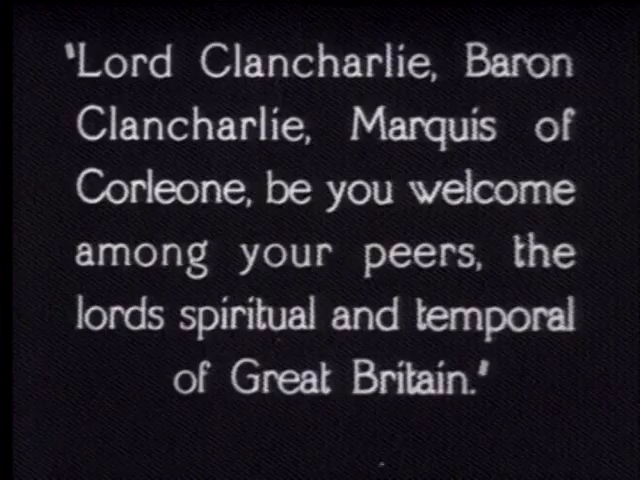 "Lord Clancharlie, Baron
Clancharlie, Marquis of
Corleone, be you welcome
among your peers, the
lords spiritual and temporal
of Great Britain."